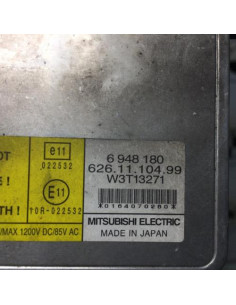 OT
e11
022532
5 !
E11
TH !
10R-022532
/MAX 1200V DC/85V AC
6 948 180
626.11.104.99
W3T13271
MITSUBISHI ELECTRIC
MADE IN JAPAN